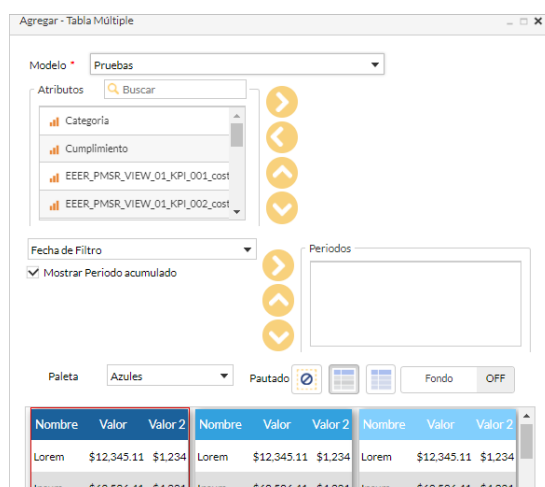 Agregar - Tabla Múltiple
Modelo * Pruebas
Atributos Buscar
Categoria
Cumplimiento
EEER_PMSR_VIEW_01_KPI_001_cost
EEER_PMSR_VIEW_01_KPI_002_cost
Fecha de Filtro
Periodos
Mostrar Periodo acumulado
Paleta Azules Pautado Fondo OFF
Nombre Valor Valor 2 Nombre Valor Valor 2 Nombre Valor Valor 2
Lorem $12,345.11 $1,234 Lorem $12,345.11 $1,234 Lorem $12,345.11 $1,234